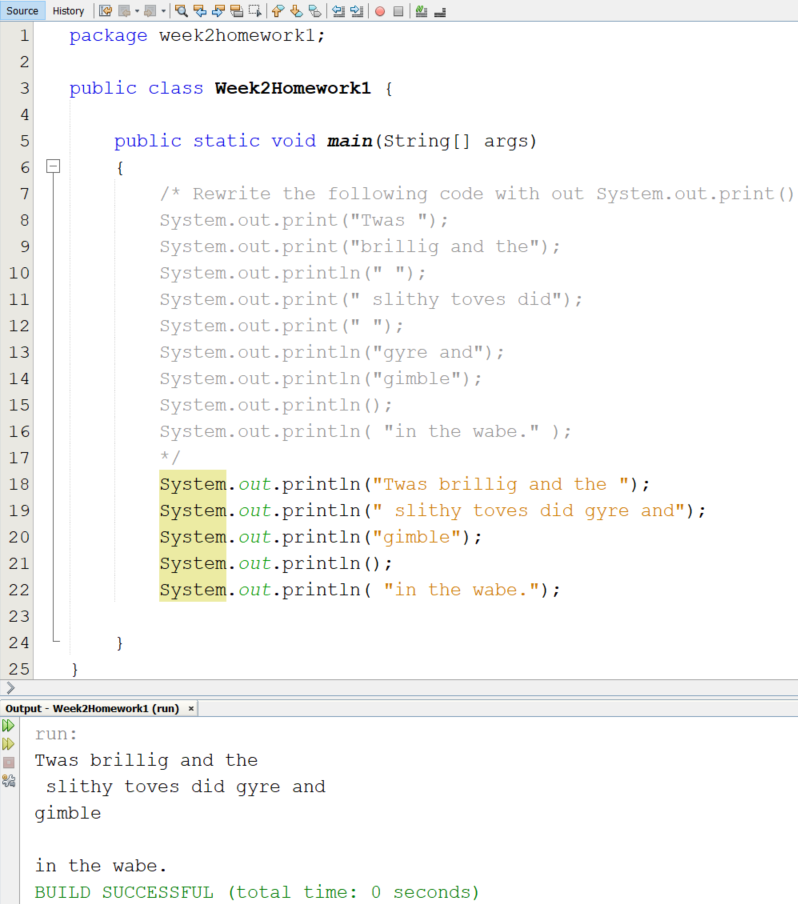 Source History
1 package week2homework1;
2
3 public class Week2Homework1 {
4
5 public static void main(String[] args)
6 {
7 /* Rewrite the following code with out System.out.print()
8 System.out.print("Twas ");
9 System.out.print("brillig and the");
10 System.out.println(" ");
11 System.out.print(" slithy toves did");
12 System.out.print(" ");
13 System.out.println("gyre and");
14 System.out.println("gimble");
15 System.out.println();
16 System.out.println( "in the wabe." );
17 */
18 System.out.println("Twas brillig and the ");
19 System.out.println(" slithy toves did gyre and");
20 System.out.println("gimble");
21 System.out.println();
22 System.out.println( "in the wabe.");
23
24 }
25 }
Output - Week2Homework1 (run) ×
run:
Twas brillig and the
 slithy toves did gyre and
gimble

in the wabe.
BUILD SUCCESSFUL (total time: 0 seconds)